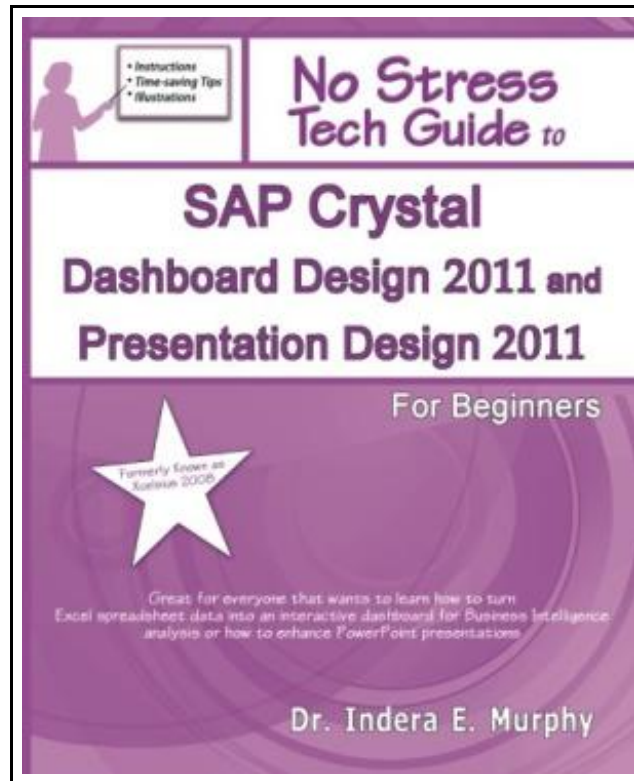 • Instructions
• Time-saving Tips
• Illustrations
No Stress
Tech Guide to
SAP Crystal
Dashboard Design 2011 and
Presentation Design 2011
For Beginners
Formerly Known as
Xcelsius 2008
Great for everyone that wants to learn how to turn
Excel spreadsheet data into an interactive dashboard for Business Intelligence
analysis or how to enhance PowerPoint presentations
Dr. Indera E. Murphy